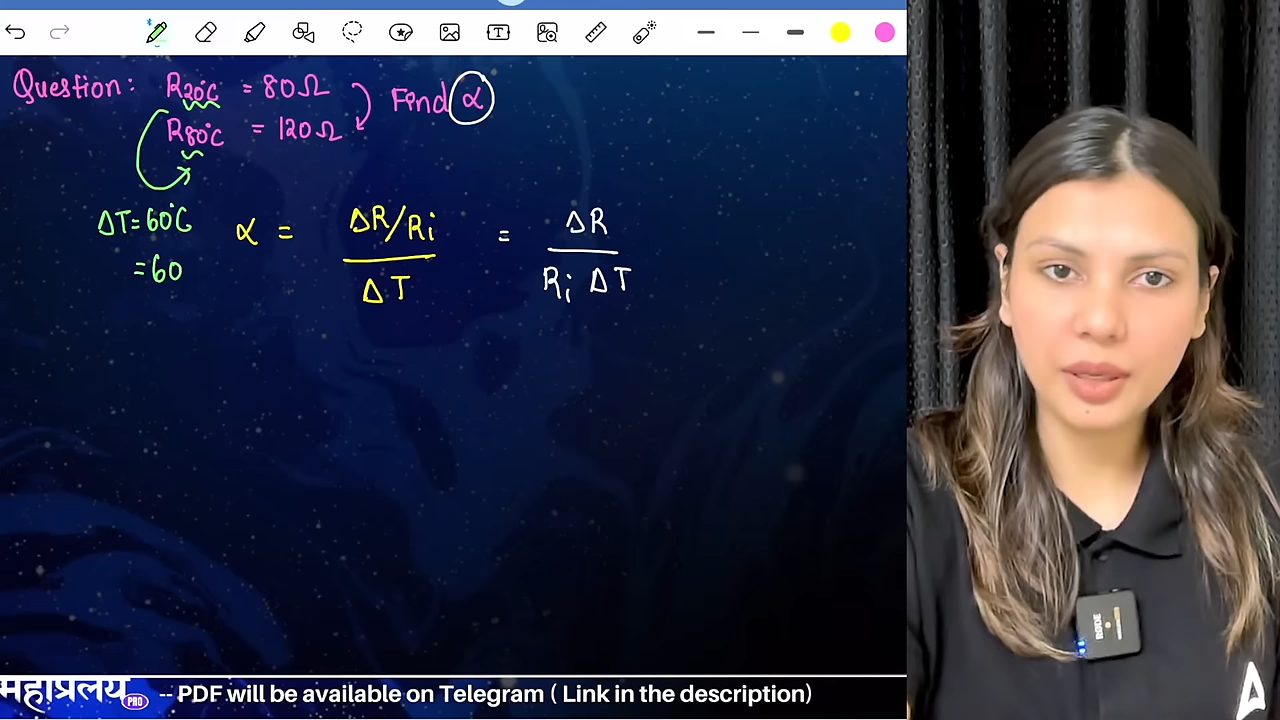 Question: R20°C = 80Ω
R80°C = 120Ω
Find α
ΔT=60°C
=60
α = ΔR/Ri
ΔT
= ΔR
Ri ΔT
RODE
महाप्रलय PRO -- PDF will be available on Telegram ( Link in the description)